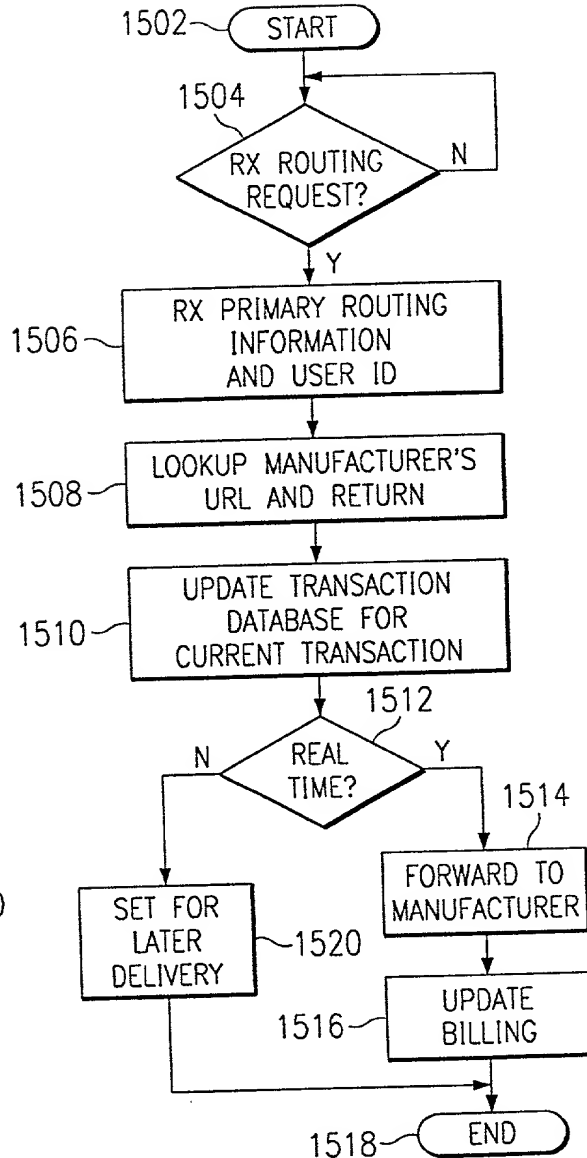 1502
START
1504
RX ROUTING
REQUEST?
N
Y
1506
RX PRIMARY ROUTING
INFORMATION
AND USER ID
1508
LOOKUP MANUFACTURER'S
URL AND RETURN
1510
UPDATE TRANSACTION
DATABASE FOR
CURRENT TRANSACTION
1512
N
REAL
TIME?
Y
1514
FORWARD TO
MANUFACTURER
SET FOR
LATER
DELIVERY
1520
1516
UPDATE
BILLING
1518
END